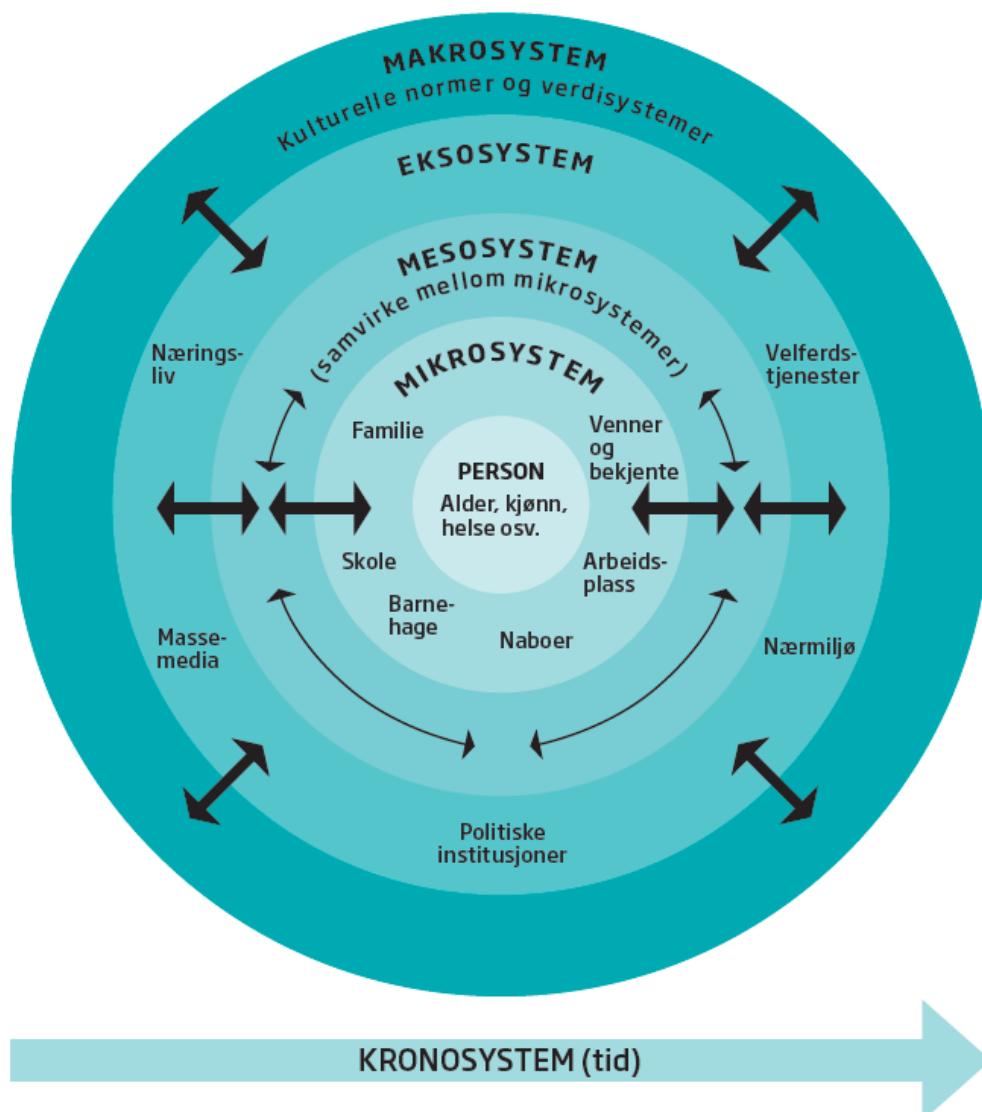 MAKROSYSTEM
Kulturelle normer og verdisystemer
EKSOSYSTEM
MESOSYSTEM
(samvirke mellom mikrosystemer)
MIKROSYSTEM
Nærings-
liv
Velferds-
tjenester
Familie
Venner
og
bekjente
PERSON
Alder, kjønn,
helse osv.
Skole
Arbeids-
plass
Barne-
hage
Naboer
Masse-
media
Nærmiljø
Politiske
institusjoner
KRONOSYSTEM (tid)